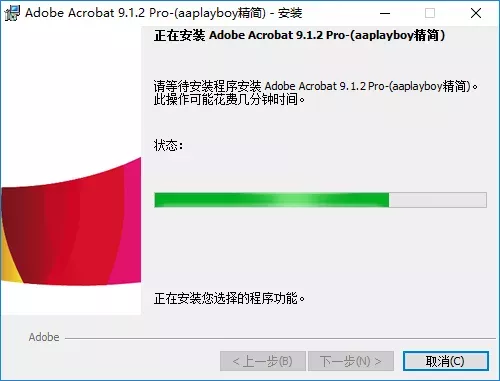 Adobe Acrobat 9.1.2 Pro-(aaplayboy精简) - 安装
正在安装 Adobe Acrobat 9.1.2 Pro-(aaplayboy精简)
请等待安装程序安装 Adobe Acrobat 9.1.2 Pro-(aaplayboy精简)。
此操作可能花费几分钟时间。
状态：
正在安装您选择的程序功能。
Adobe
< 上一步(B)
下一步(N) >
取消(C)